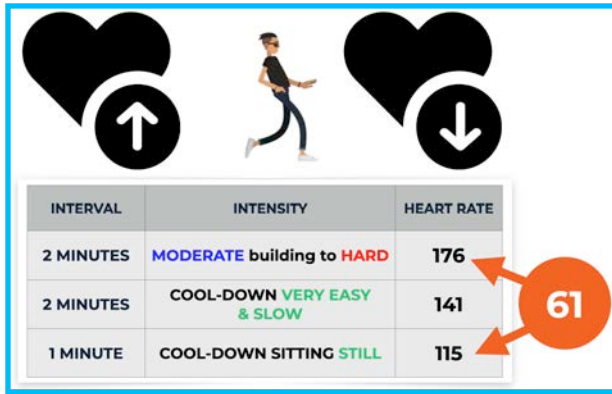 INTERVAL INTENSITY HEART RATE
2 MINUTES MODERATE building to HARD 176
2 MINUTES COOL-DOWN VERY EASY & SLOW 141
1 MINUTE COOL-DOWN SITTING STILL 115
61